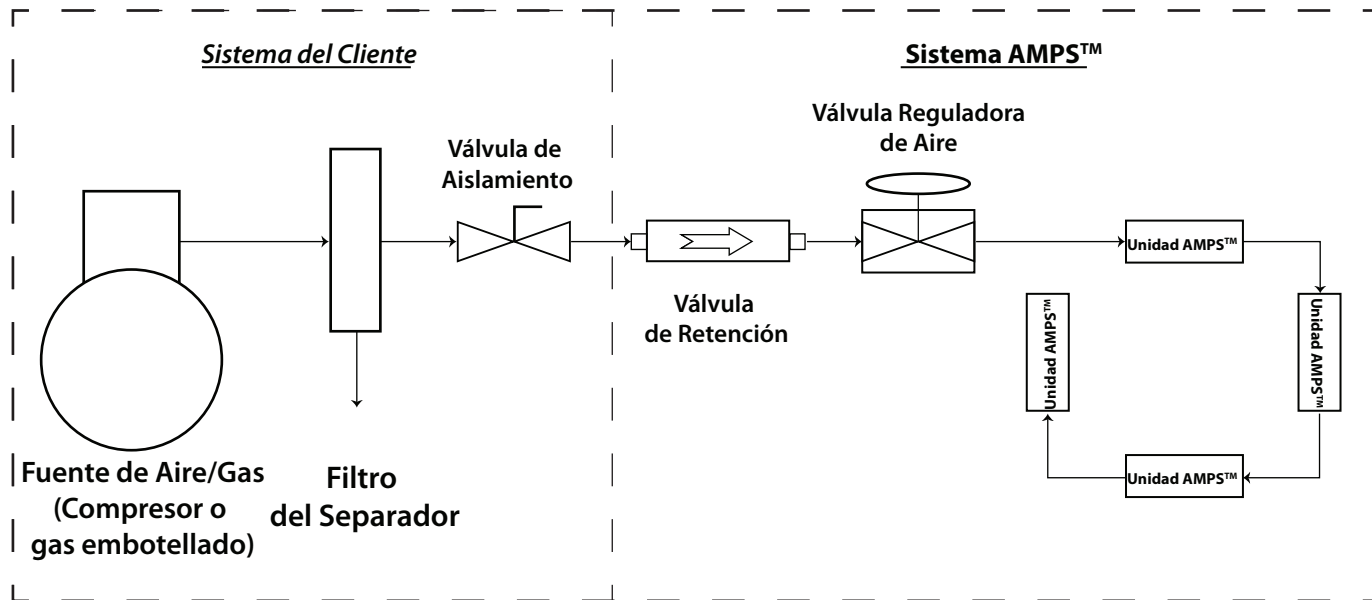 Sistema del Cliente
Sistema AMPS™
Válvula Reguladora
de Aire
Válvula de
Aislamiento
Unidad AMPS™
Válvula
de Retención
Unidad AMPS™
Unidad AMPS™
Unidad AMPS™
Fuente de Aire/Gas
(Compresor o
gas embotellado)
Filtro
del Separador